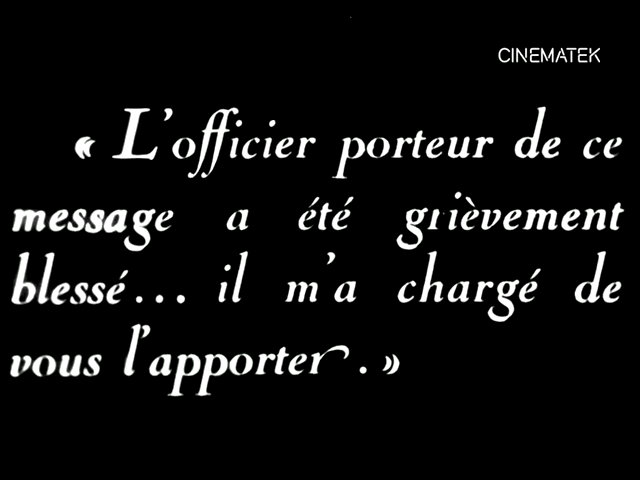 CINEMATEK
« L'officier porteur de ce
message a été grièvement
blessé... il m'a chargé de
vous l'apporter. »